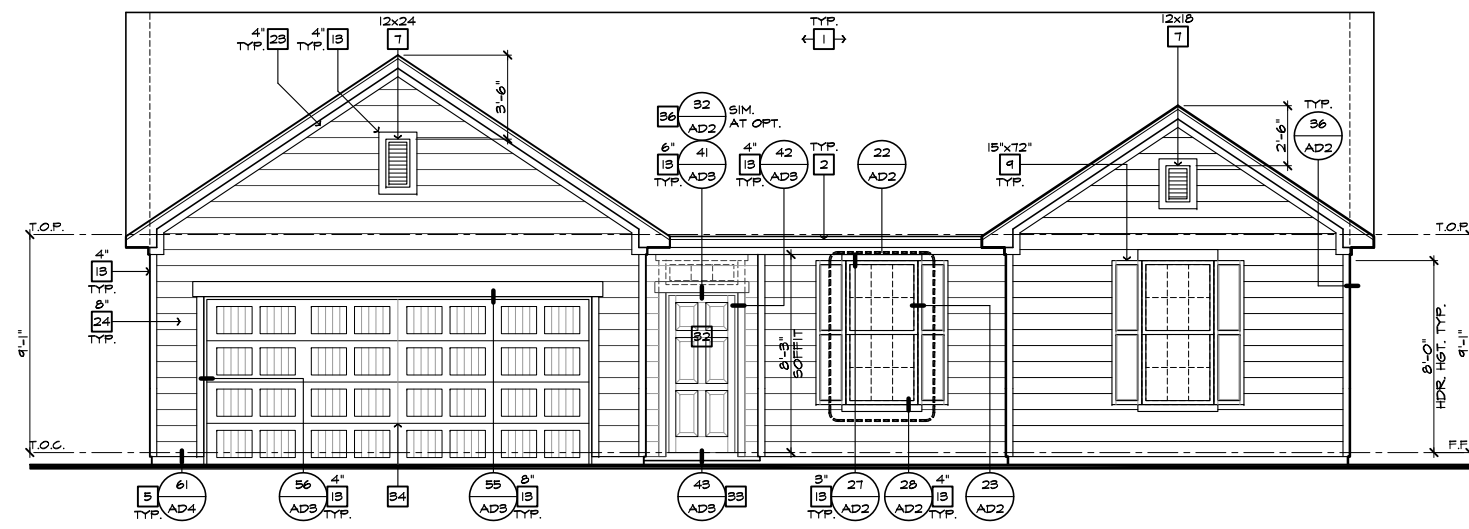 12x24
7
4"
23
TYP.
4"
13
TYP.
3'-6"
TYP.
1
12x18
7
2'-6"
TYP.
36
AD2
36
32
AD2
SIM.
AT OPT.
6"
13
TYP.
41
AD3
4"
13
TYP.
42
AD3
TYP.
2
22
AD2
15"x72"
9
TYP.
T.O.P.
T.O.P.
4"
13
TYP.
8"
24
TYP.
9'-1"
32
8'-3"
SOFFIT
8'-0"
HDR. HGT. TYP.
9'-1"
T.O.C.
F.F.
5
TYP.
61
AD4
56
AD3
4"
13
TYP.
34
55
AD3
8"
13
TYP.
43
AD3
33
3"
13
TYP.
27
AD2
28
AD2
4"
13
TYP.
23
AD2